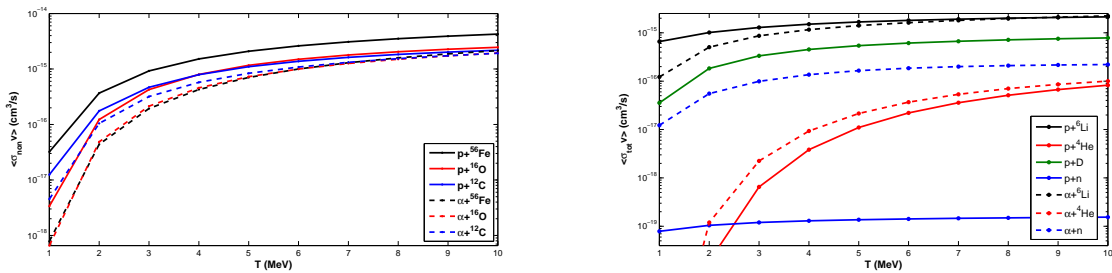 10⁻¹⁴
10⁻¹⁵
10⁻¹⁶
10⁻¹⁷
10⁻¹⁸
<σnon v> (cm³/s)
p+⁵⁶Fe
p+¹⁶O
p+¹²C
α+⁵⁶Fe
α+¹⁶O
α+¹²C
1 2 3 4 5 6 7 8 9 10
T (MeV)
10⁻¹⁵
10⁻¹⁶
10⁻¹⁷
10⁻¹⁸
10⁻¹⁹
<σtot v> (cm³/s)
p+⁶Li
p+⁴He
p+D
p+n
α+⁶Li
α+⁴He
α+n
1 2 3 4 5 6 7 8 9 10
T (MeV)